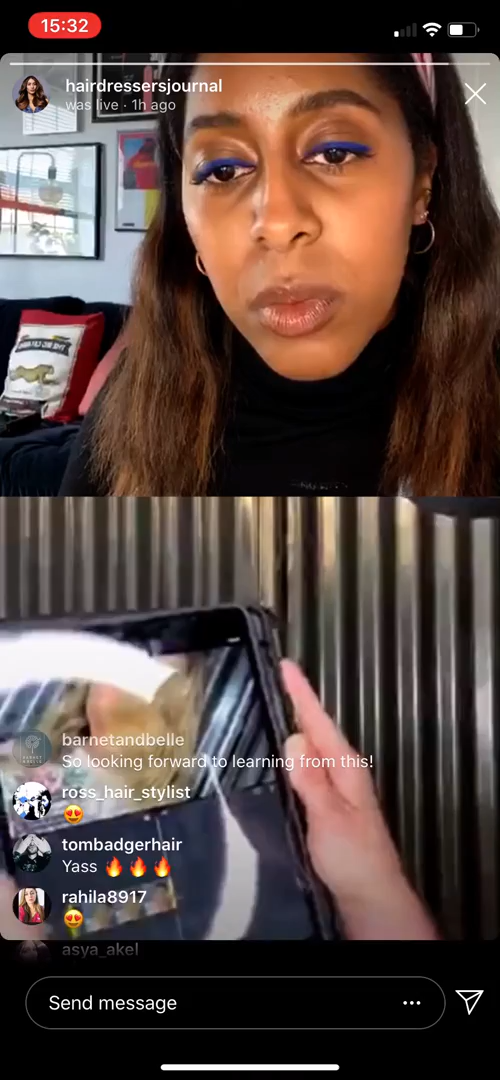 15:32
hairdressersjournal
was live · 1h ago
barnetandbelle
So looking forward to learning from this!
ross_hair_stylist
😍
tombadgerhair
Yass 🔥🔥🔥
rahila8917
😍
asya_akel
Send message